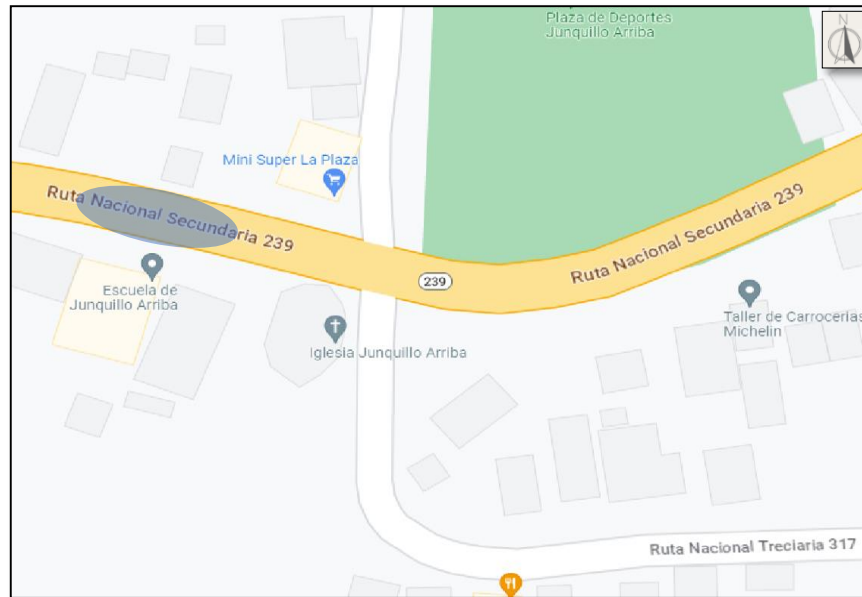 Plaza de Deportes
Junquillo Arriba
N
Mini Super La Plaza
Ruta Nacional Secundaria 239
239
Ruta Nacional Secundaria 239
Escuela de
Junquillo Arriba
Iglesia Junquillo Arriba
Taller de Carrocerias
Michelin
Ruta Nacional Treciaria 317